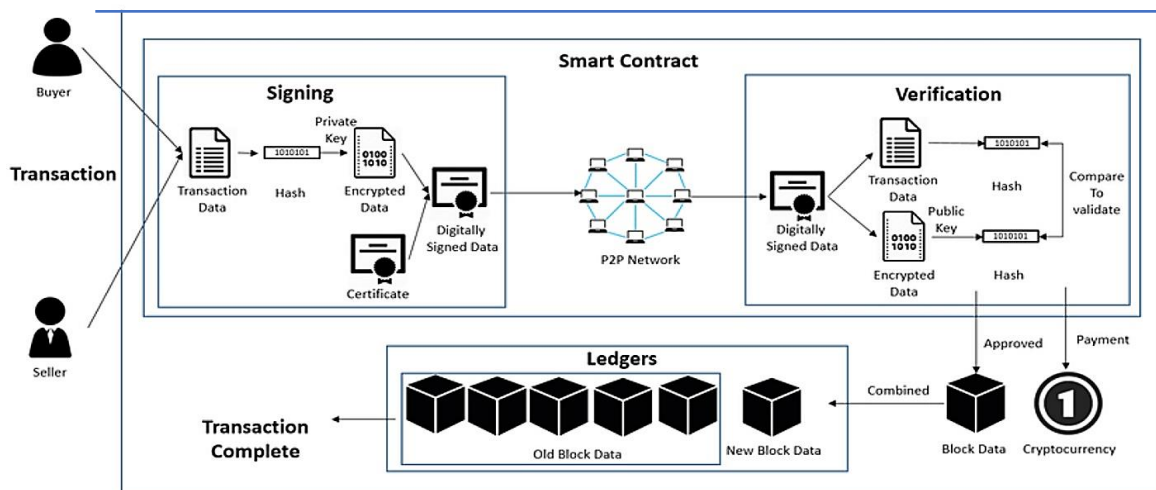 Buyer
Transaction
Seller
Smart Contract
Signing
Transaction
Data
1010101
Hash
Private
Key
0100
1010
Encrypted
Data
Certificate
Digitally
Signed Data
P2P Network
Verification
Digitally
Signed Data
Transaction
Data
1010101
Hash
0100
1010
Encrypted
Data
Public
Key
1010101
Hash
Compare
To
validate
Approved
Payment
Block Data
1
Cryptocurrency
Combined
Ledgers
Old Block Data
New Block Data
Transaction
Complete